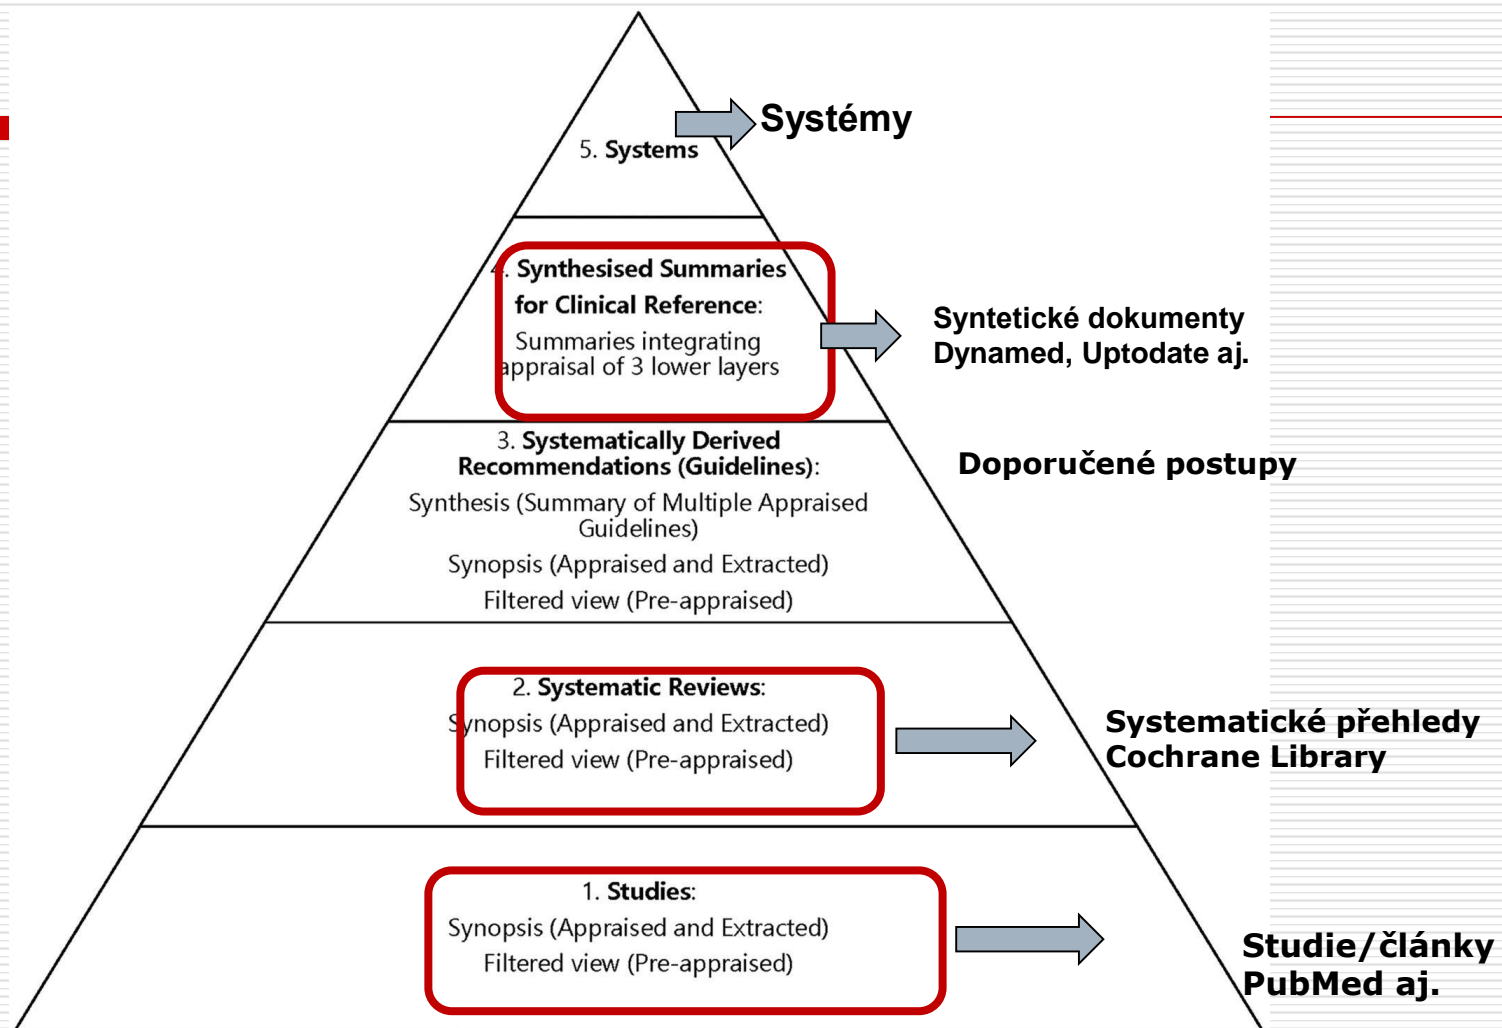 Systémy
5. Systems
4. Synthesised Summaries
for Clinical Reference:
Summaries integrating
appraisal of 3 lower layers
Syntetické dokumenty
Dynamed, Uptodate aj.
3. Systematically Derived
Recommendations (Guidelines):
Synthesis (Summary of Multiple Appraised
Guidelines)
Synopsis (Appraised and Extracted)
Filtered view (Pre-appraised)
Doporučené postupy
2. Systematic Reviews:
Synopsis (Appraised and Extracted)
Filtered view (Pre-appraised)
Systematické přehledy
Cochrane Library
1. Studies:
Synopsis (Appraised and Extracted)
Filtered view (Pre-appraised)
Studie/články
PubMed aj.